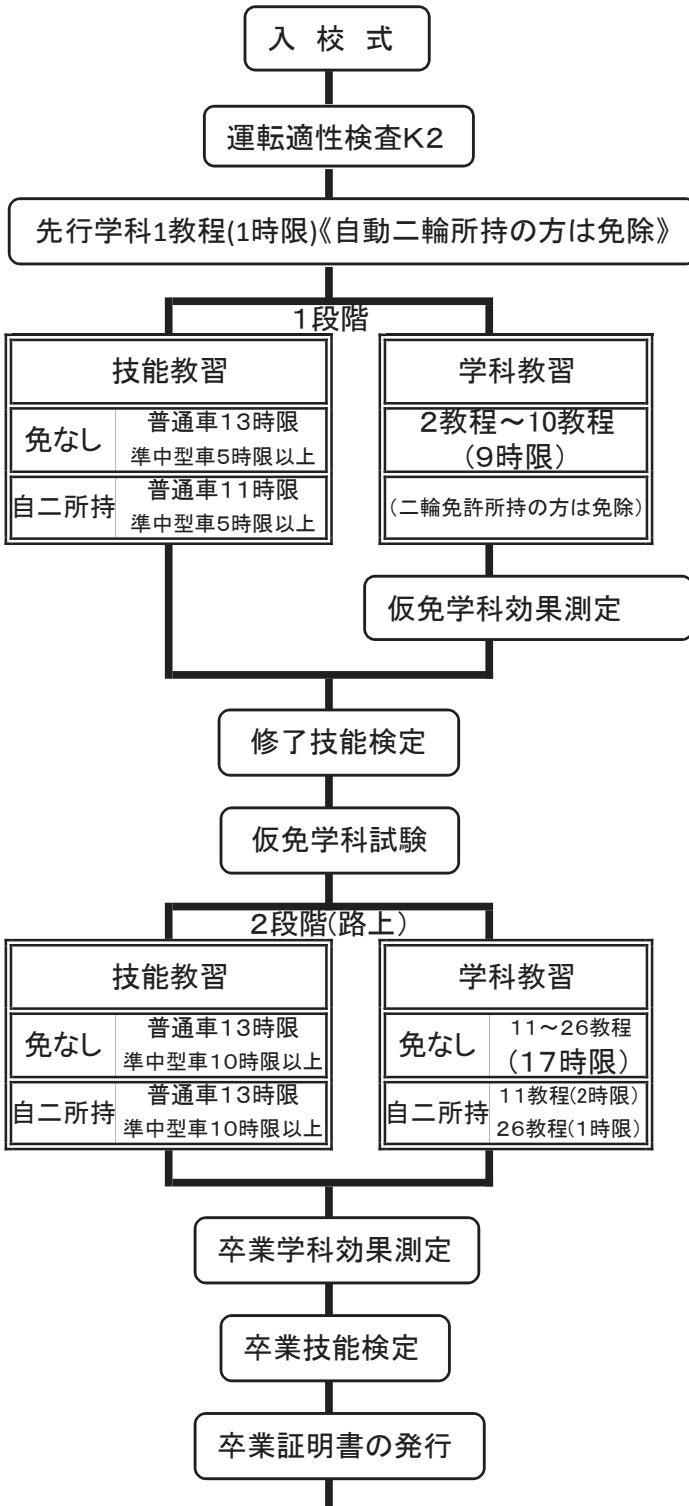 入 校 式
運転適性検査K2
先行学科1教程(1時限)《自動二輪所持の方は免除》
1段階
技能教習
免なし
普通車13時限
準中型車5時限以上
自二所持
普通車11時限
準中型車5時限以上
学科教習
2教程～10教程
(9時限)
(二輪免許所持の方は免除)
仮免学科効果測定
修了技能検定
仮免学科試験
2段階(路上)
技能教習
免なし
普通車13時限
準中型車10時限以上
自二所持
普通車13時限
準中型車10時限以上
学科教習
免なし
11～26教程
(17時限)
自二所持
11教程(2時限)
26教程(1時限)
卒業学科効果測定
卒業技能検定
卒業証明書の発行